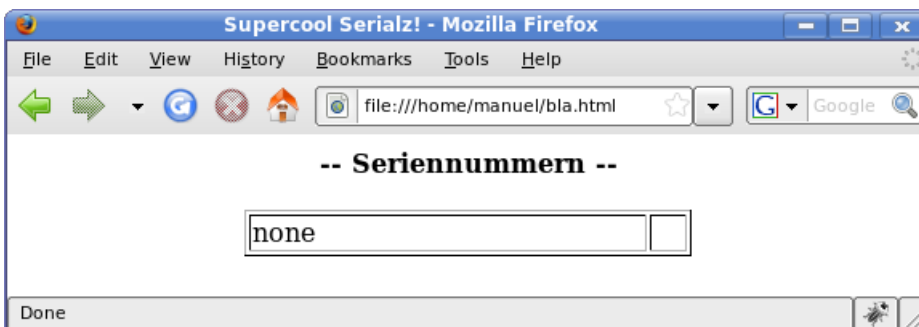 Supercool Serialz! - Mozilla Firefox
File Edit View History Bookmarks Tools Help
file:///home/manuel/bla.html G Google
-- Seriennummern --
none
Done